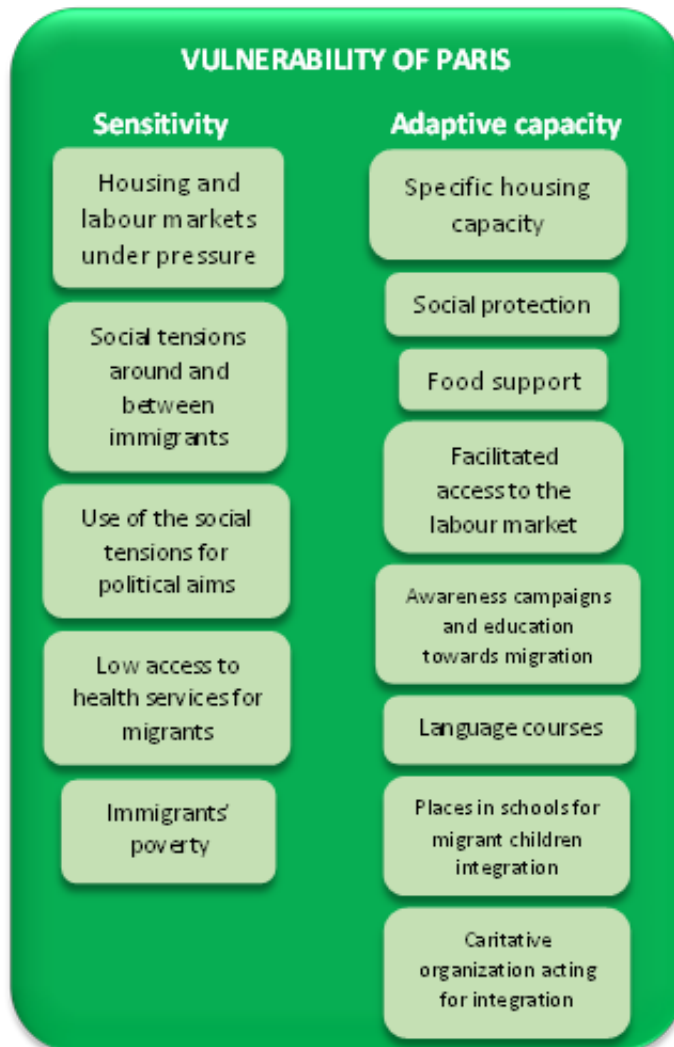 VULNERABILITY OF PARIS
Sensitivity
Housing and
labour markets
under pressure
Social tensions
around and
between
immigrants
Use of the social
tensions for
political aims
Low access to
health services for
migrants
Immigrants'
poverty
Adaptive capacity
Specific housing
capacity
Social protection
Food support
Facilitated
access to the
labour market
Awareness campaigns
and education
towards migration
Language courses
Places in schools for
migrant children
integration
Caritative
organization acting
for integration